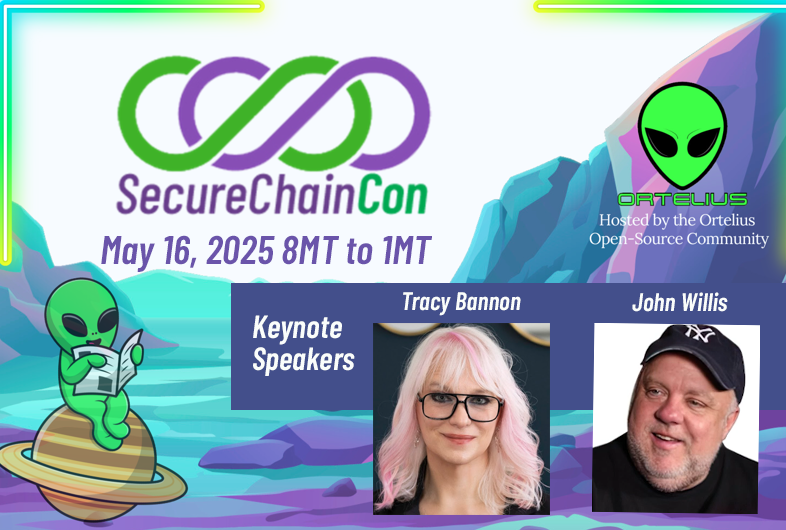 SecureChainCon
May 16, 2025 8MT to 1MT
ORTELIUS
Hosted by the Ortelius
Open-Source Community
Keynote
Speakers
Tracy Bannon
John Willis
NY